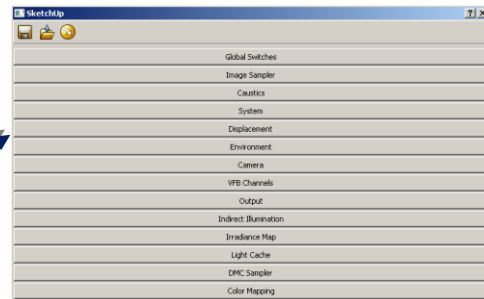 SketchUp
Global Switches
Image Sampler
Caustics
System
Displacement
Environment
Camera
VFB Channels
Output
Indirect Illumination
Irradiance Map
Light Cache
DMC Sampler
Color Mapping